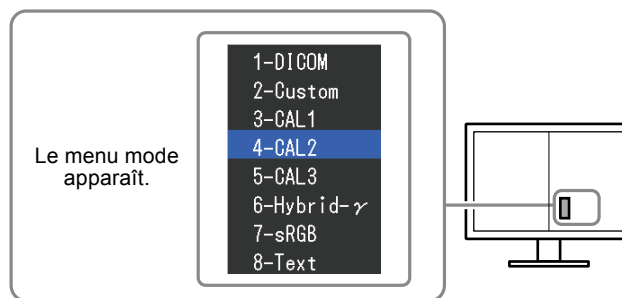 Le menu mode
apparaît.
1-DICOM
2-Custom
3-CAL1
4-CAL2
5-CAL3
6-Hybrid-γ
7-sRGB
8-Text